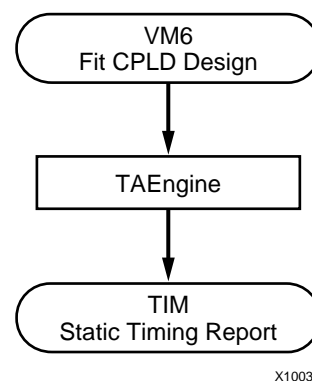 VM6
Fit CPLD Design
TAEngine
TIM
Static Timing Report
X1003